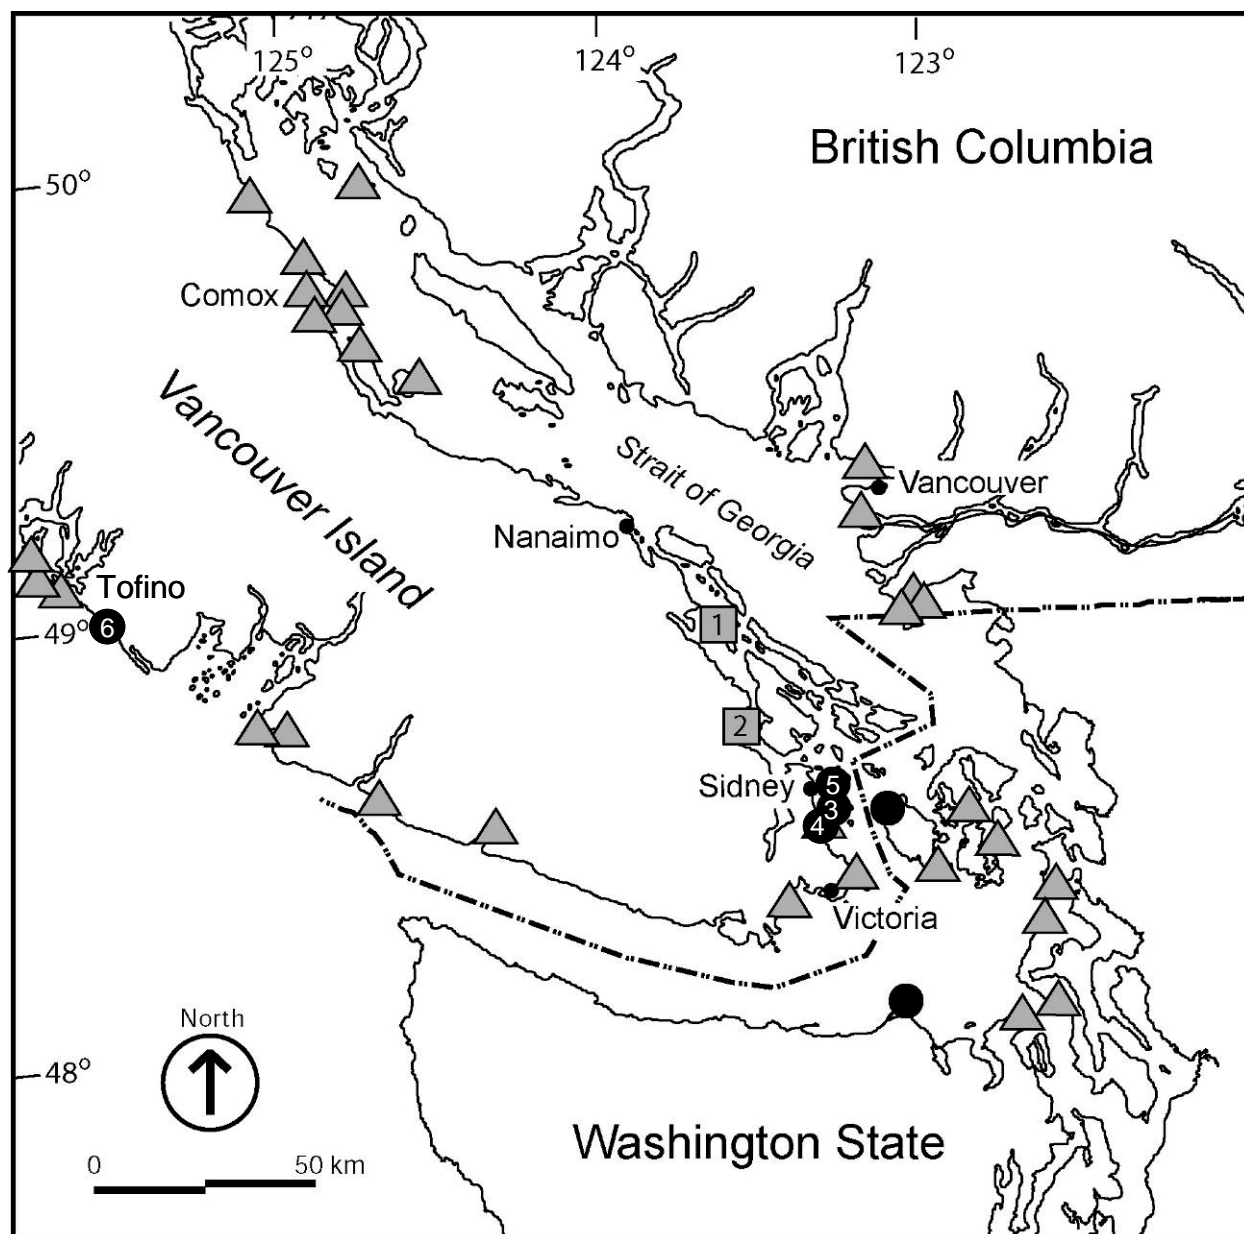 125° 124° 123°
British Columbia
50°
Comox
Vancouver Island
Strait of Georgia
Vancouver
Nanaimo
Tofino
6
49°
1
2
Sidney
5
3
4
Victoria
North
48°
Washington State
0 50 km